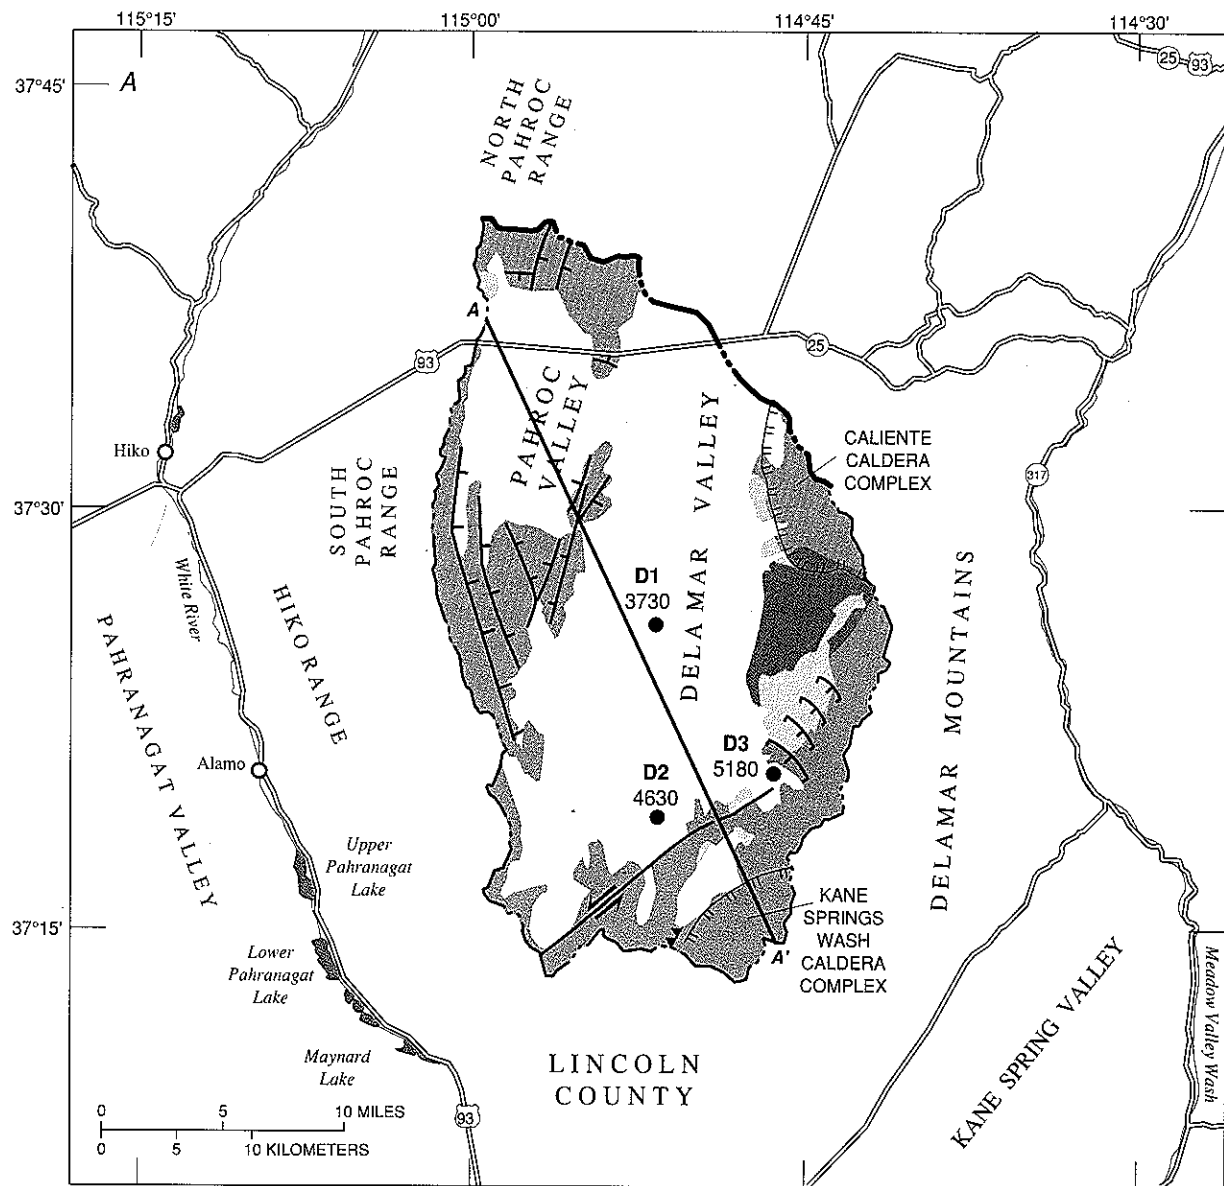 115°15'
115°00'
114°45'
114°30'
37°45'
A
25
93
NORTH
PAHROC
RANGE
A
93
25
PAHROC
VALLEY
DELAMAR VALLEY
Hiko
CALIENTE
CALDERA
COMPLEX
317
37°30'
SOUTH
PAHROC
RANGE
White River
HIKO RANGE
PAHRANAGAT VALLEY
D1
3730
DELAMAR MOUNTAINS
Alamo
D3
5180
D2
4630
Upper
Pahranagat
Lake
KANE
SPRINGS
WASH
CALDERA
COMPLEX
37°15'
A'
Lower
Pahranagat
Lake
Maynard
Lake
KANE SPRING VALLEY
Meadow Valley Wash
LINCOLN
COUNTY
0 5 10 MILES
0 5 10 KILOMETERS
93